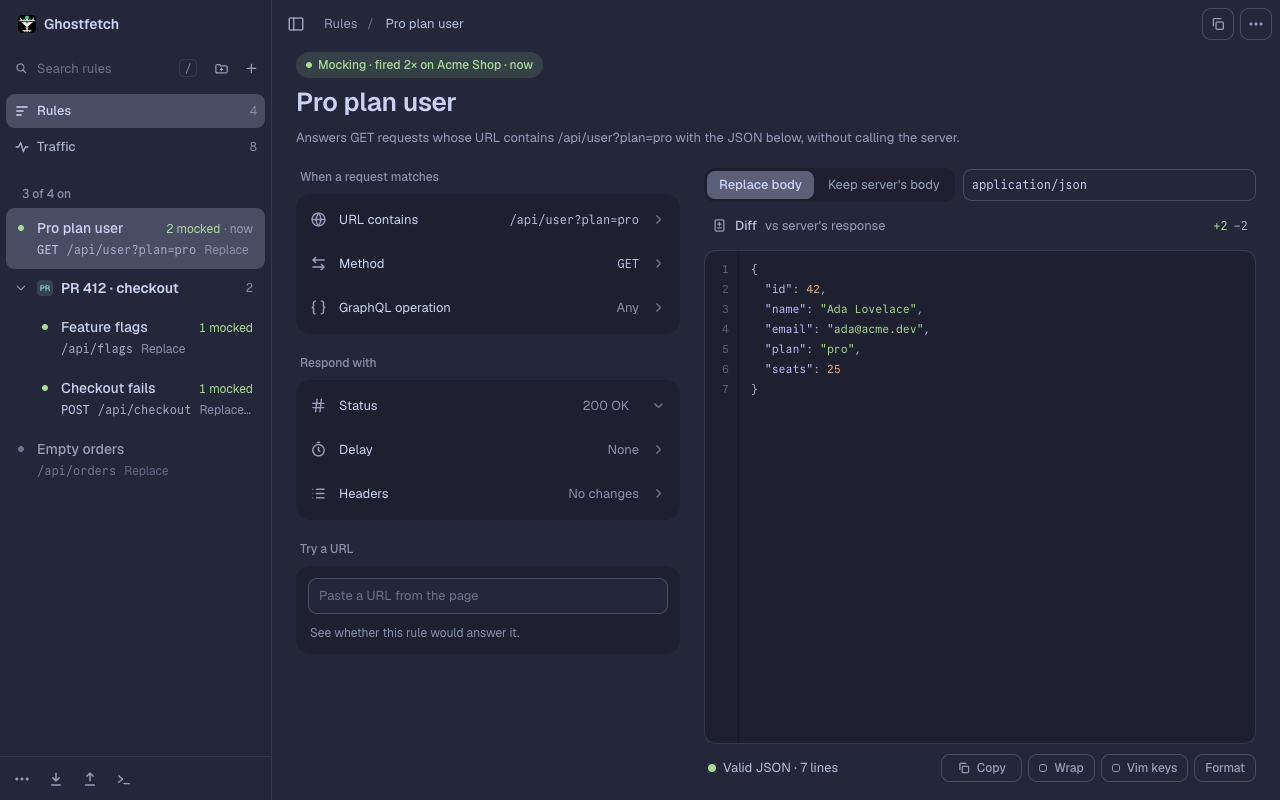 Ghostfetch
Search rules /
Rules 4
Traffic 8
3 of 4 on
Pro plan user 2 mocked · now
GET /api/user?plan=pro Replace
PR PR 412 · checkout 2
Feature flags 1 mocked
/api/flags Replace
Checkout fails 1 mocked
POST /api/checkout Replace…
Empty orders
/api/orders Replace
Rules / Pro plan user
Mocking · fired 2× on Acme Shop · now
Pro plan user
Answers GET requests whose URL contains /api/user?plan=pro with the JSON below, without calling the server.
When a request matches
URL contains /api/user?plan=pro
Method GET
GraphQL operation Any
Respond with
Status 200 OK
Delay None
Headers No changes
Try a URL
Paste a URL from the page
See whether this rule would answer it.
Replace body Keep server's body application/json
Diff vs server's response +2 −2
1 {
2 "id": 42,
3 "name": "Ada Lovelace",
4 "email": "ada@acme.dev",
5 "plan": "pro",
6 "seats": 25
7 }
Valid JSON · 7 lines Copy Wrap Vim keys Format